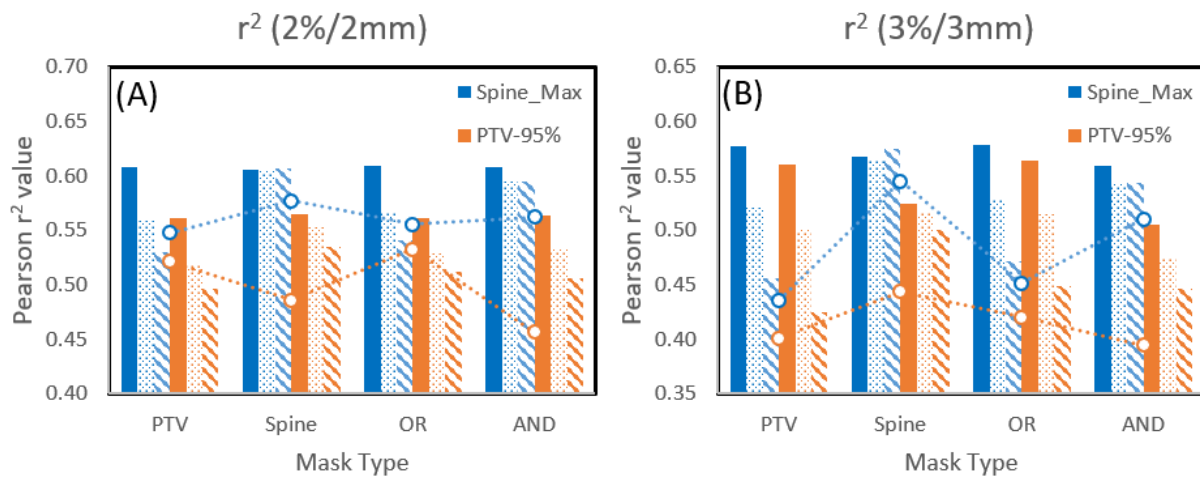 r² (2%/2mm)
Pearson r² value
0.70
0.65
0.60
0.55
0.50
0.45
0.40
(A)
Spine_Max
PTV-95%
PTV Spine OR AND
Mask Type
r² (3%/3mm)
Pearson r² value
0.65
0.60
0.55
0.50
0.45
0.40
0.35
(B)
Spine_Max
PTV-95%
PTV Spine OR AND
Mask Type